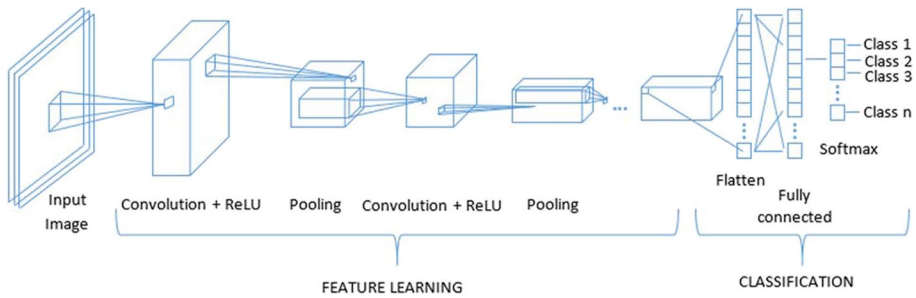 Class 1
Class 2
Class 3
Class n
Softmax
Flatten
Fully
connected
Input
Image
Convolution + ReLU
Pooling
Convolution + ReLU
Pooling
FEATURE LEARNING
CLASSIFICATION